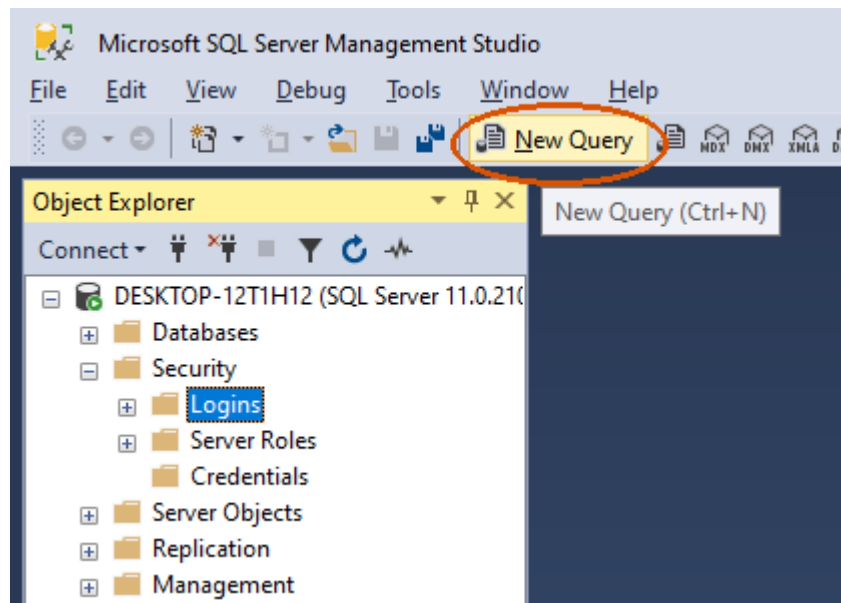 Microsoft SQL Server Management Studio
File Edit View Debug Tools Window Help
New Query MDX DMX XMLA
Object Explorer
New Query (Ctrl+N)
Connect
DESKTOP-12T1H12 (SQL Server 11.0.210
Databases
Security
Logins
Server Roles
Credentials
Server Objects
Replication
Management